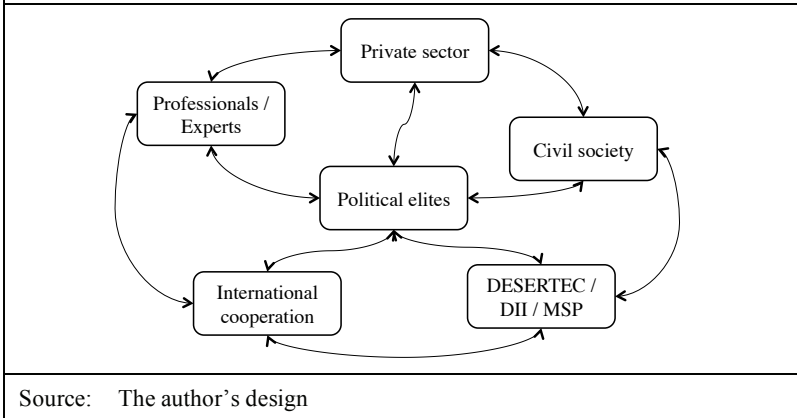 Private sector
Professionals /
Experts
Civil society
Political elites
International
cooperation
DESERTEC /
DII / MSP
Source: The author’s design